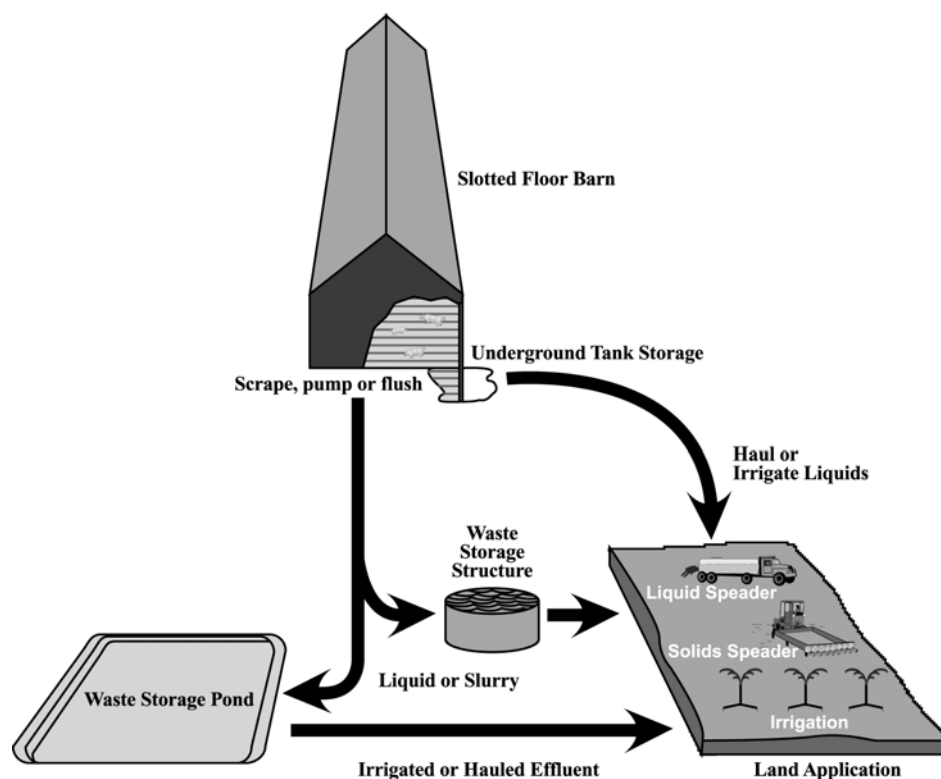 Slotted Floor Barn
Underground Tank Storage
Scrape, pump or flush
Haul or
Irrigate Liquids
Waste
Storage
Structure
Liquid Speader
Solids Speader
Liquid or Slurry
Waste Storage Pond
Irrigation
Irrigated or Hauled Effluent
Land Application